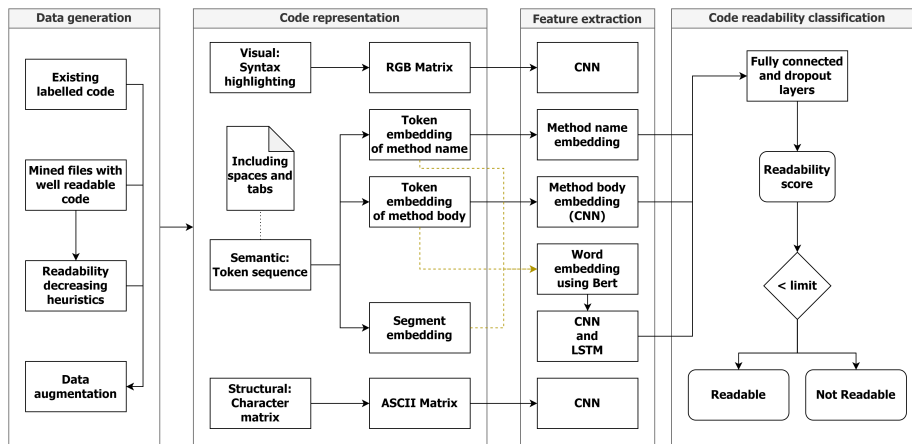 Data generation
Existing
labelled code
Mined files with
well readable
code
Readability
decreasing
heuristics
Data
augmentation
Code representation
Visual:
Syntax
highlighting
RGB Matrix
Including
spaces and
tabs
Token
embedding
of method name
Token
embedding
of method body
Semantic:
Token sequence
Segment
embedding
Structural:
Character
matrix
ASCII Matrix
Feature extraction
CNN
Method name
embedding
Method body
embedding
(CNN)
Word
embedding
using Bert
CNN
and
LSTM
CNN
Code readability classification
Fully connected
and dropout
layers
Readability
score
< limit
Readable
Not Readable